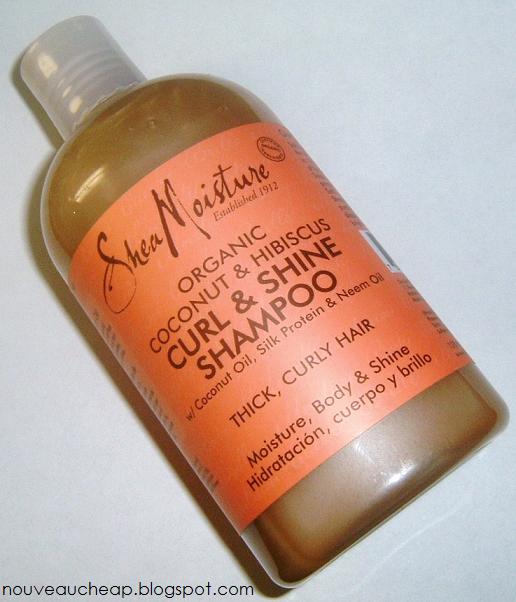 Shea Moisture
Established 1912
ORGANIC
COCONUT & HIBISCUS
CURL & SHINE
SHAMPOO
w/ Coconut Oil, Silk Protein & Neem Oil
THICK, CURLY HAIR
Moisture, Body & Shine
Hidratación, cuerpo y brillo
nouveaucheap.blogspot.com